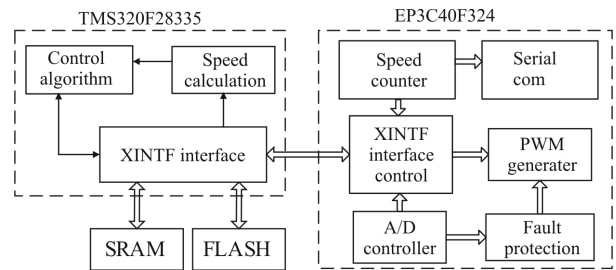 TMS320F28335
EP3C40F324
Control
algorithm
Speed
calculation
XINTF interface
SRAM
FLASH
Speed
counter
Serial
com
XINTF
interface
control
PWM
generater
A/D
controller
Fault
protection